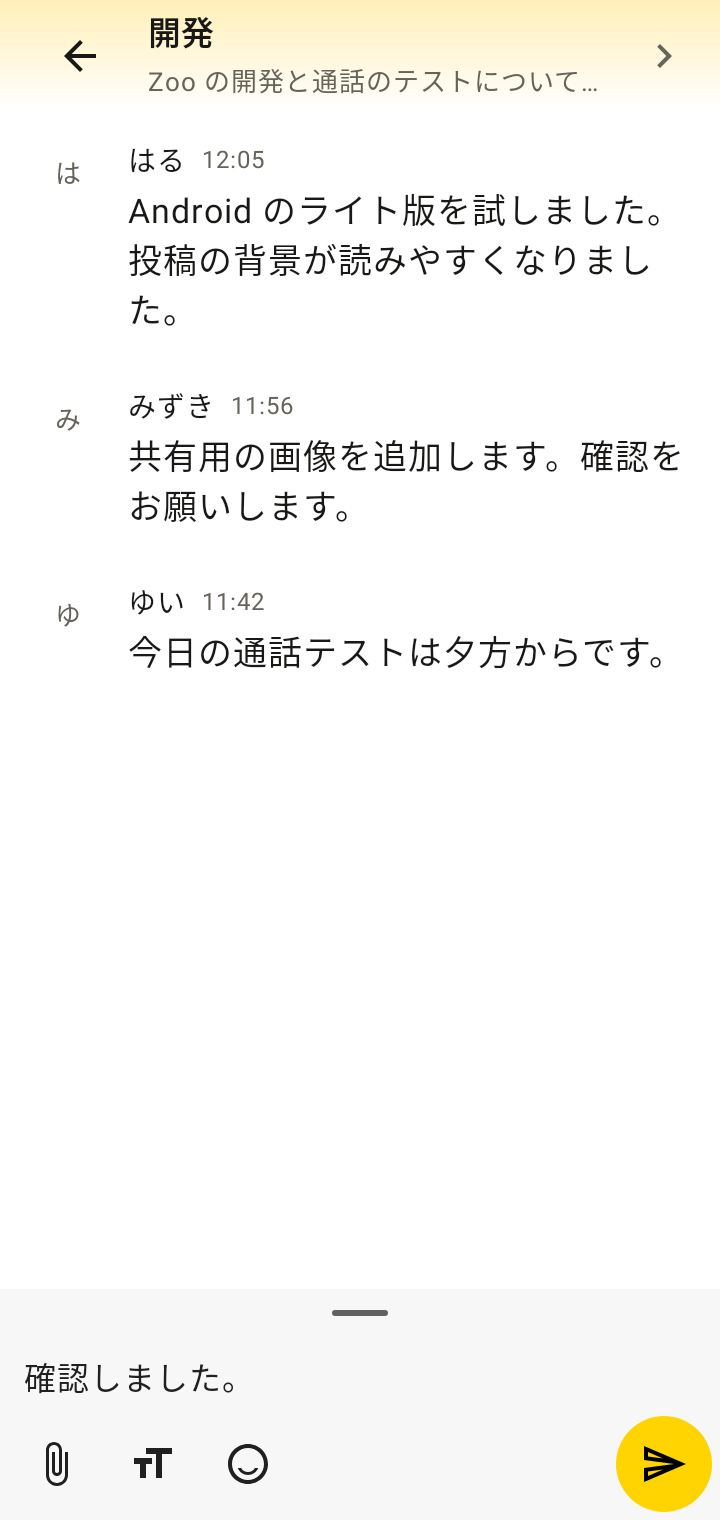 開発
Zoo の開発と通話のテストについて…
は
はる 12:05
Android のライト版を試しました。
投稿の背景が読みやすくなりまし
た。
み
みずき 11:56
共有用の画像を追加します。確認を
お願いします。
ゆ
ゆい 11:42
今日の通話テストは夕方からです。
確認しました。